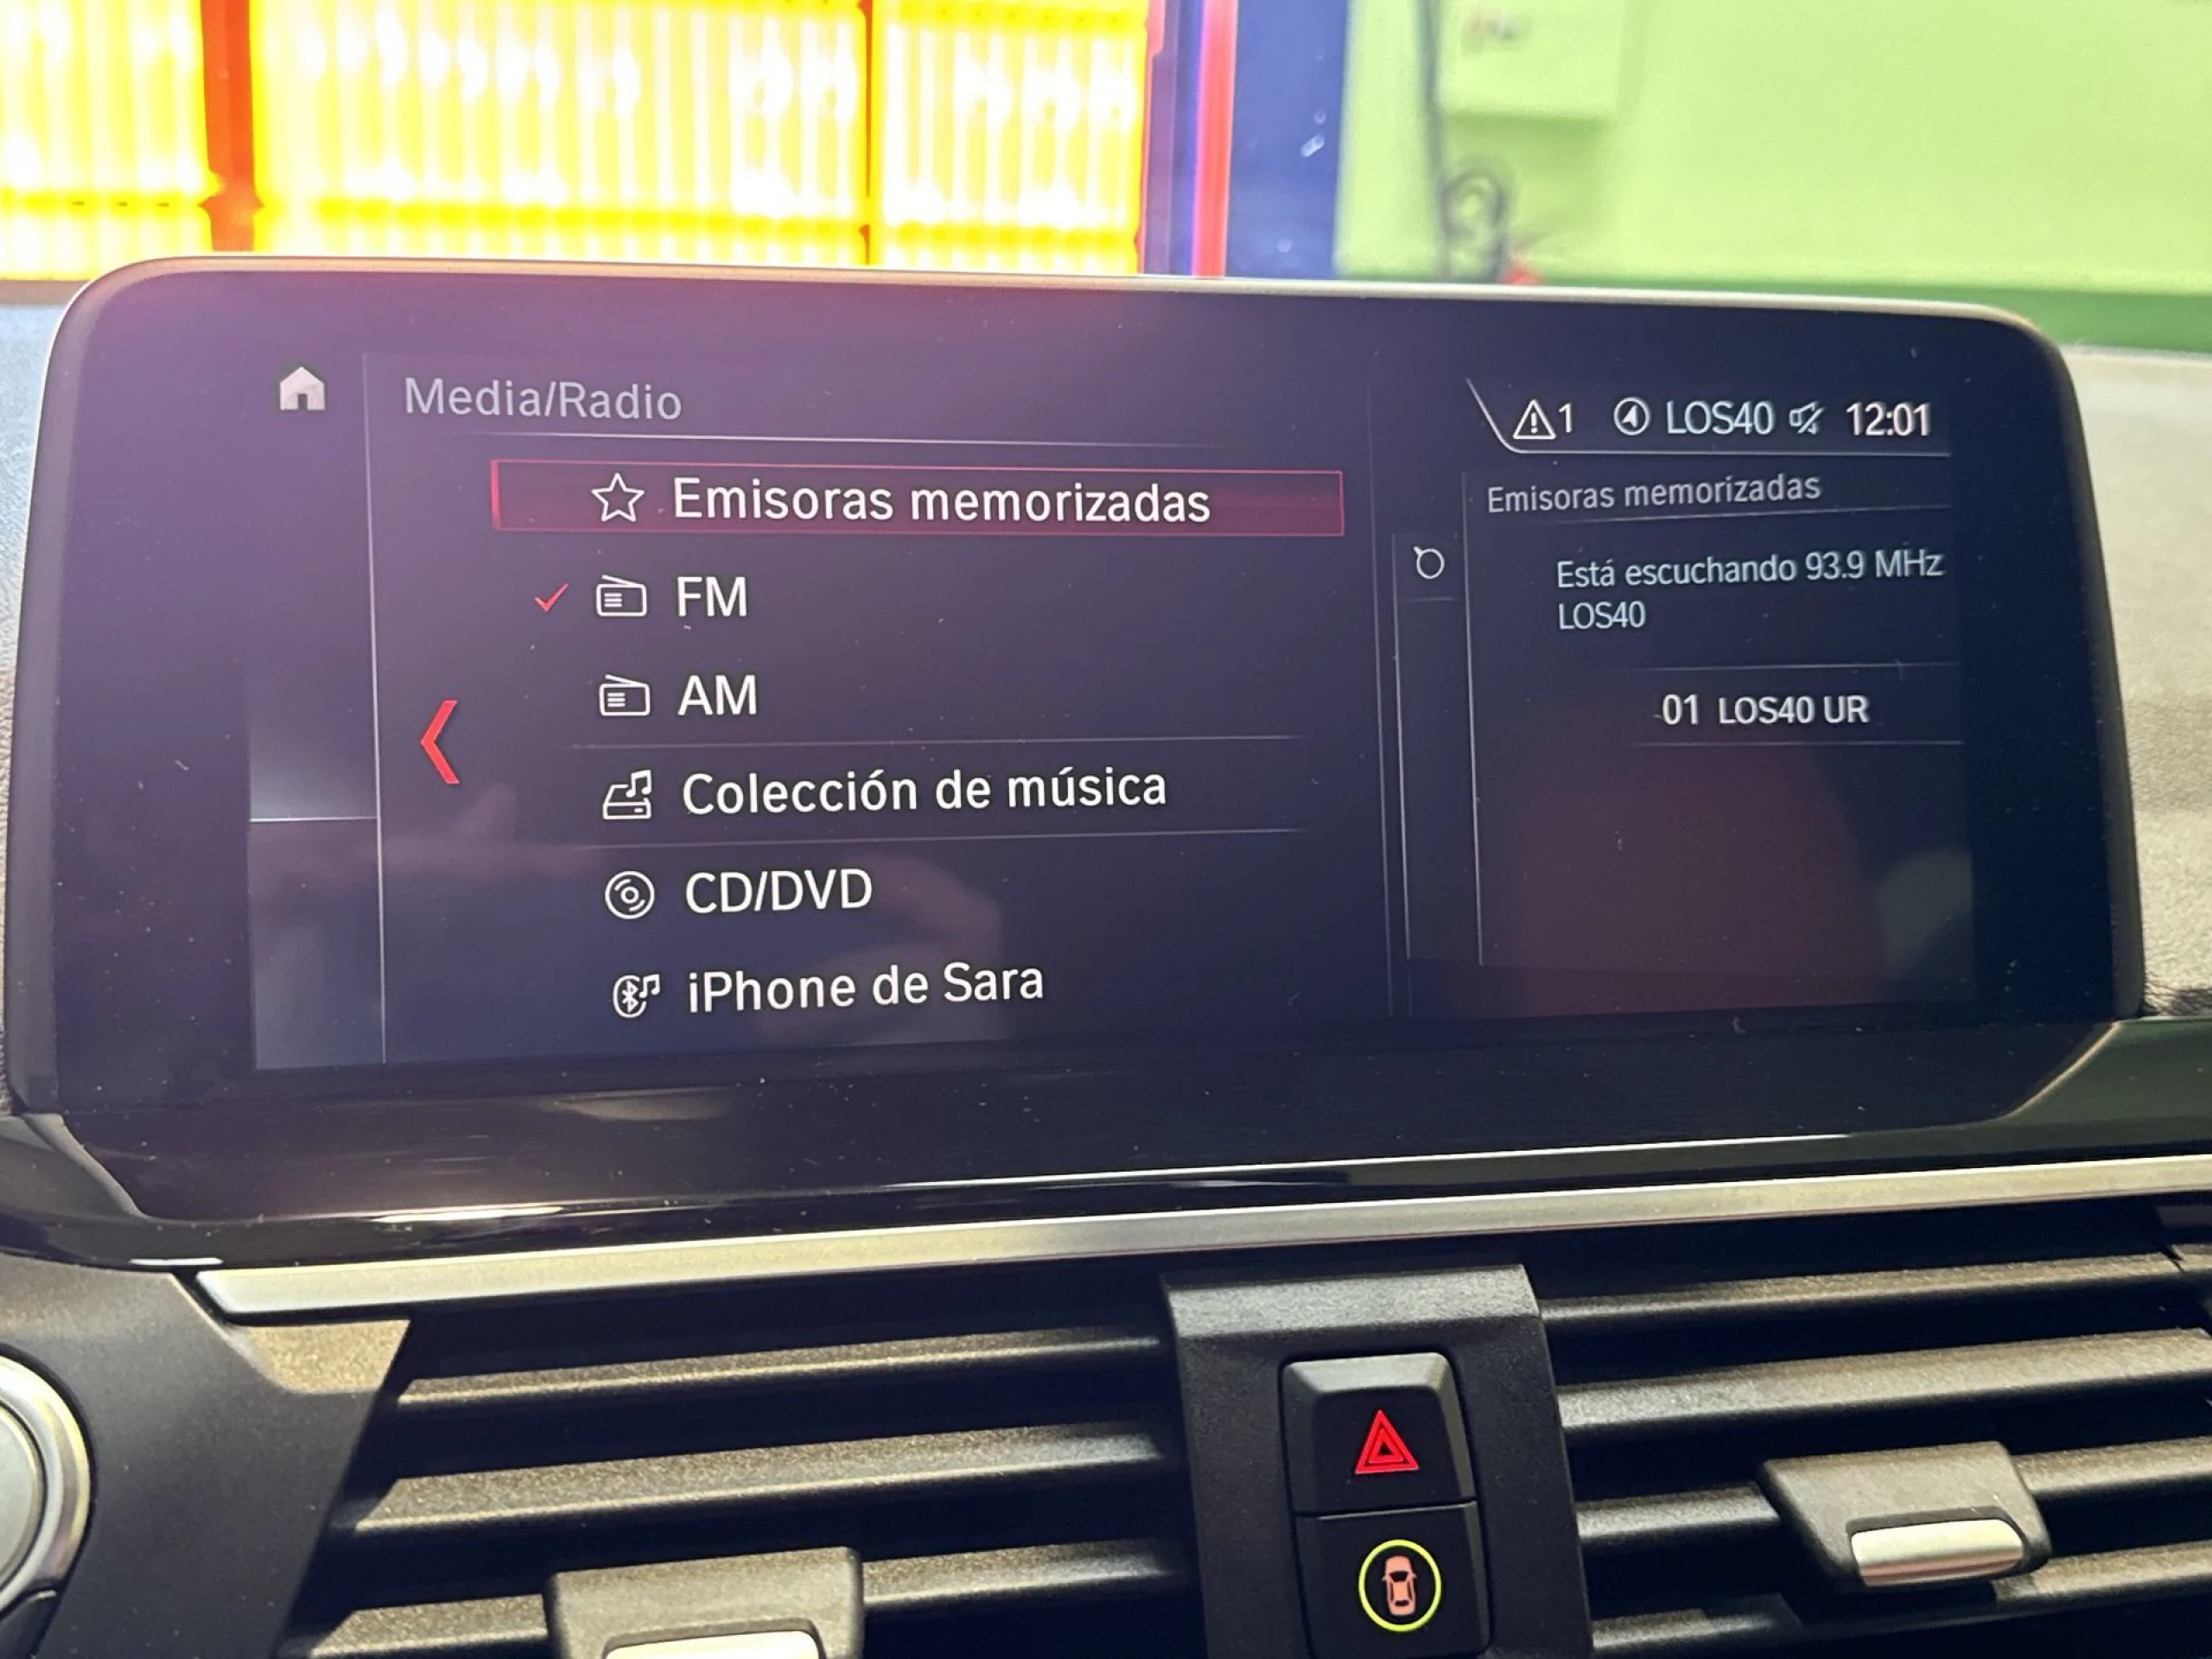 Media/Radio
1 LOS40 12:01
Emisoras memorizadas
FM
AM
Colección de música
CD/DVD
iPhone de Sara
Emisoras memorizadas
Está escuchando 93.9 MHz
LOS40
01 LOS40 UR